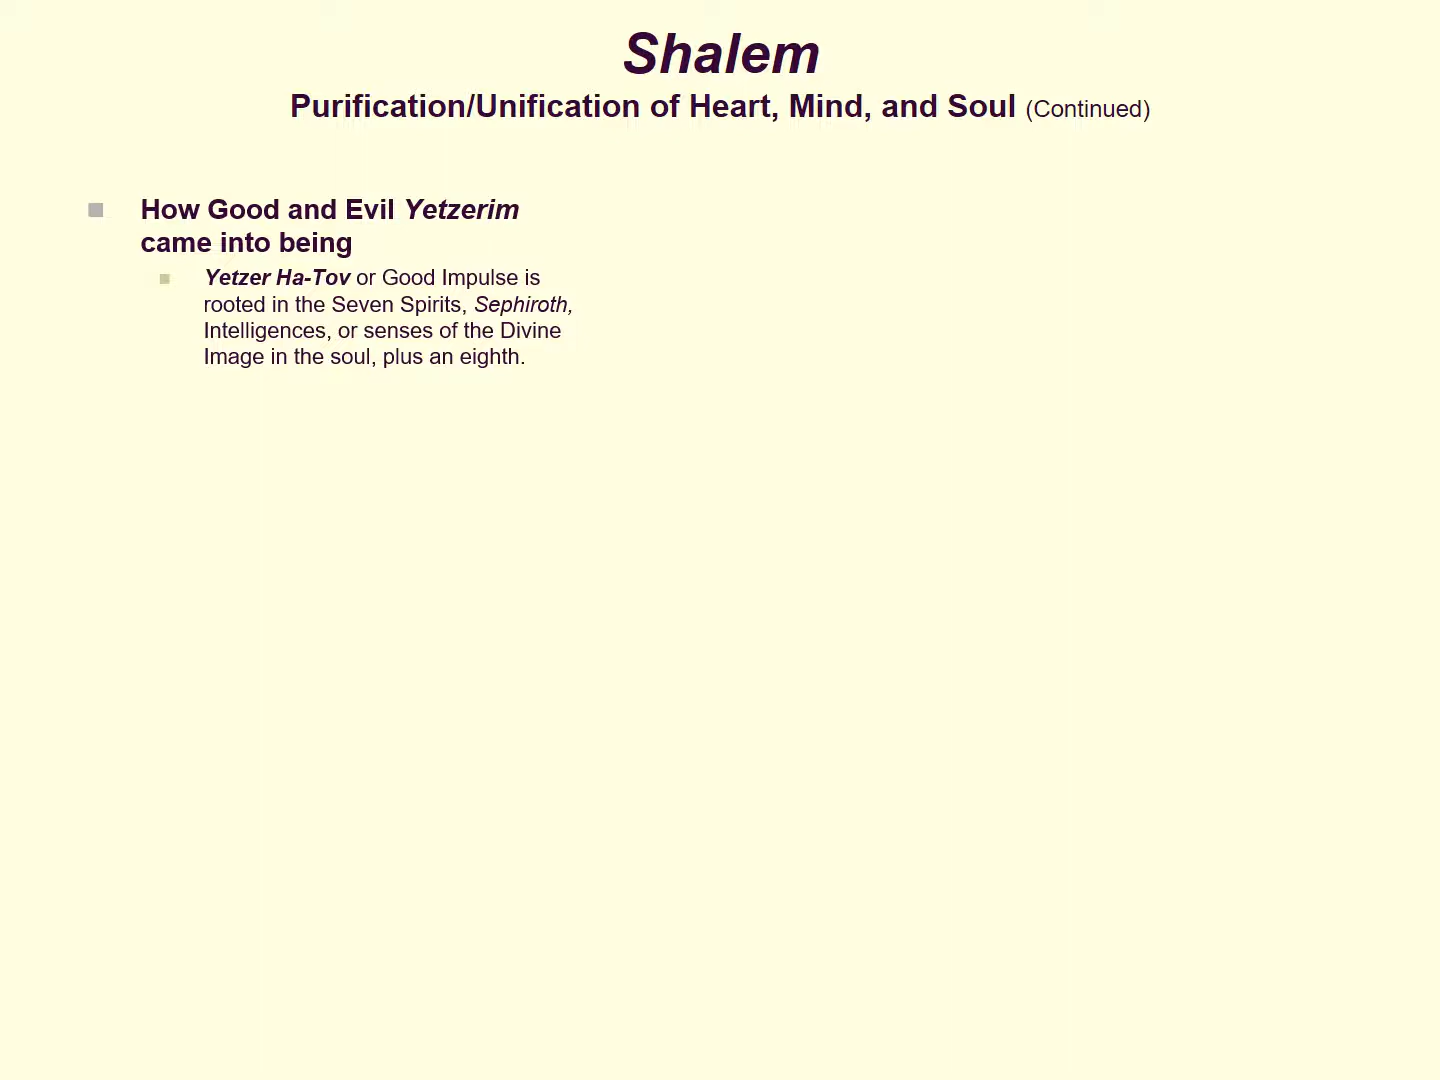 Shalem
Purification/Unification of Heart, Mind, and Soul (Continued)
How Good and Evil Yetzerim
came into being
Yetzer Ha-Tov or Good Impulse is
rooted in the Seven Spirits, Sephiroth,
Intelligences, or senses of the Divine
Image in the soul, plus an eighth.